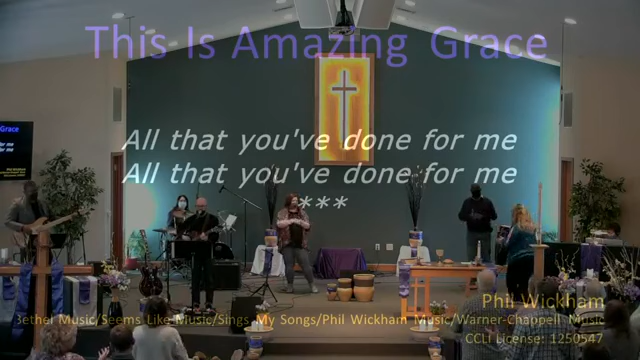 This Is Amazing Grace
Grace
All that you've done for me
All that you've done for me
***
Phil Wickham
Bethel Music/Seems Like Music/Sings My Songs/Phil Wickham Music/Warner-Chappell Music
CCLI License: 1250547